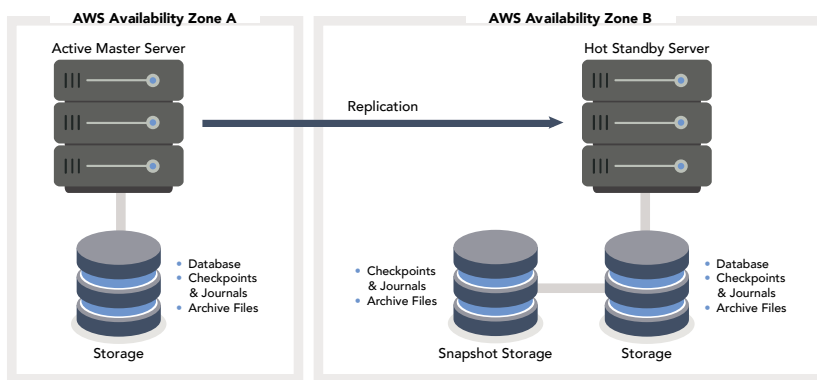 AWS Availability Zone A
Active Master Server
• Database
• Checkpoints
& Journals
• Archive Files
Storage
Replication
AWS Availability Zone B
Hot Standby Server
• Checkpoints
& Journals
• Archive Files
Snapshot Storage
• Database
• Checkpoints
& Journals
• Archive Files
Storage